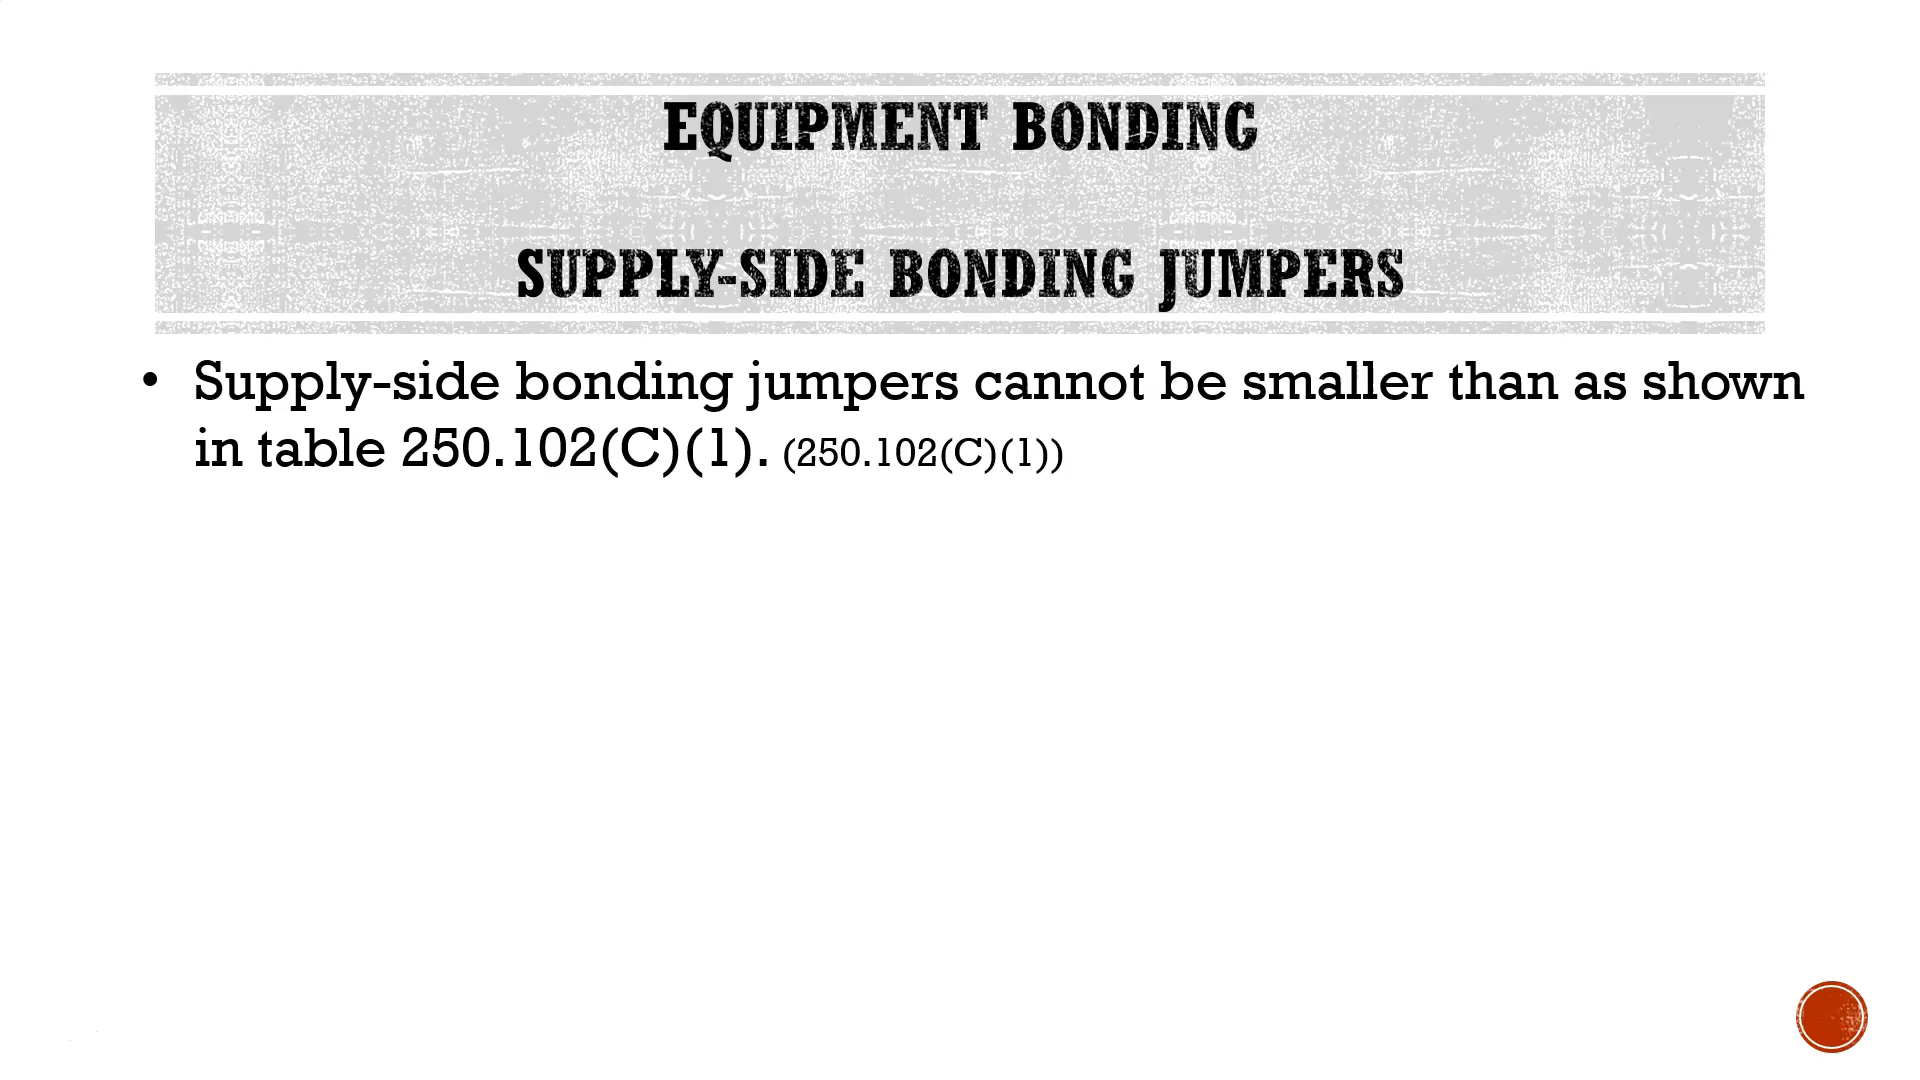 EQUIPMENT BONDING
SUPPLY-SIDE BONDING JUMPERS
• Supply-side bonding jumpers cannot be smaller than as shown
in table 250.102(C)(1). (250.102(C)(1))